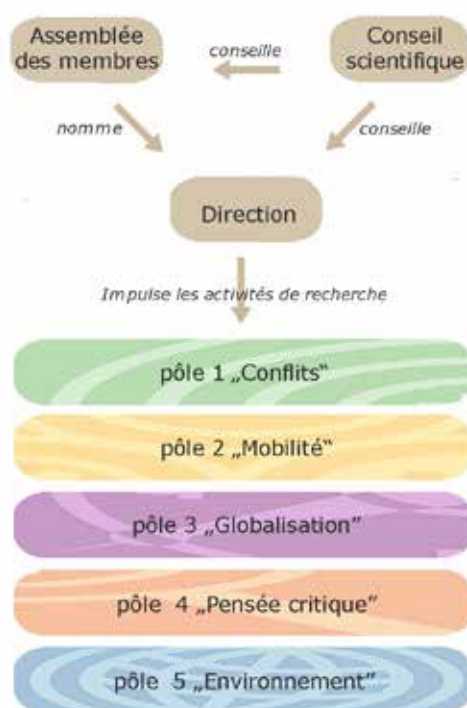 Assemblée
des membres
conseille
Conseil
scientifique
nomme
conseille
Direction
Impulse les activités de recherche
pôle 1 „Conflits“
pôle 2 „Mobilité“
pôle 3 „Globalisation”
pôle  4 „Pensée critique”
pôle  5 „Environnement”